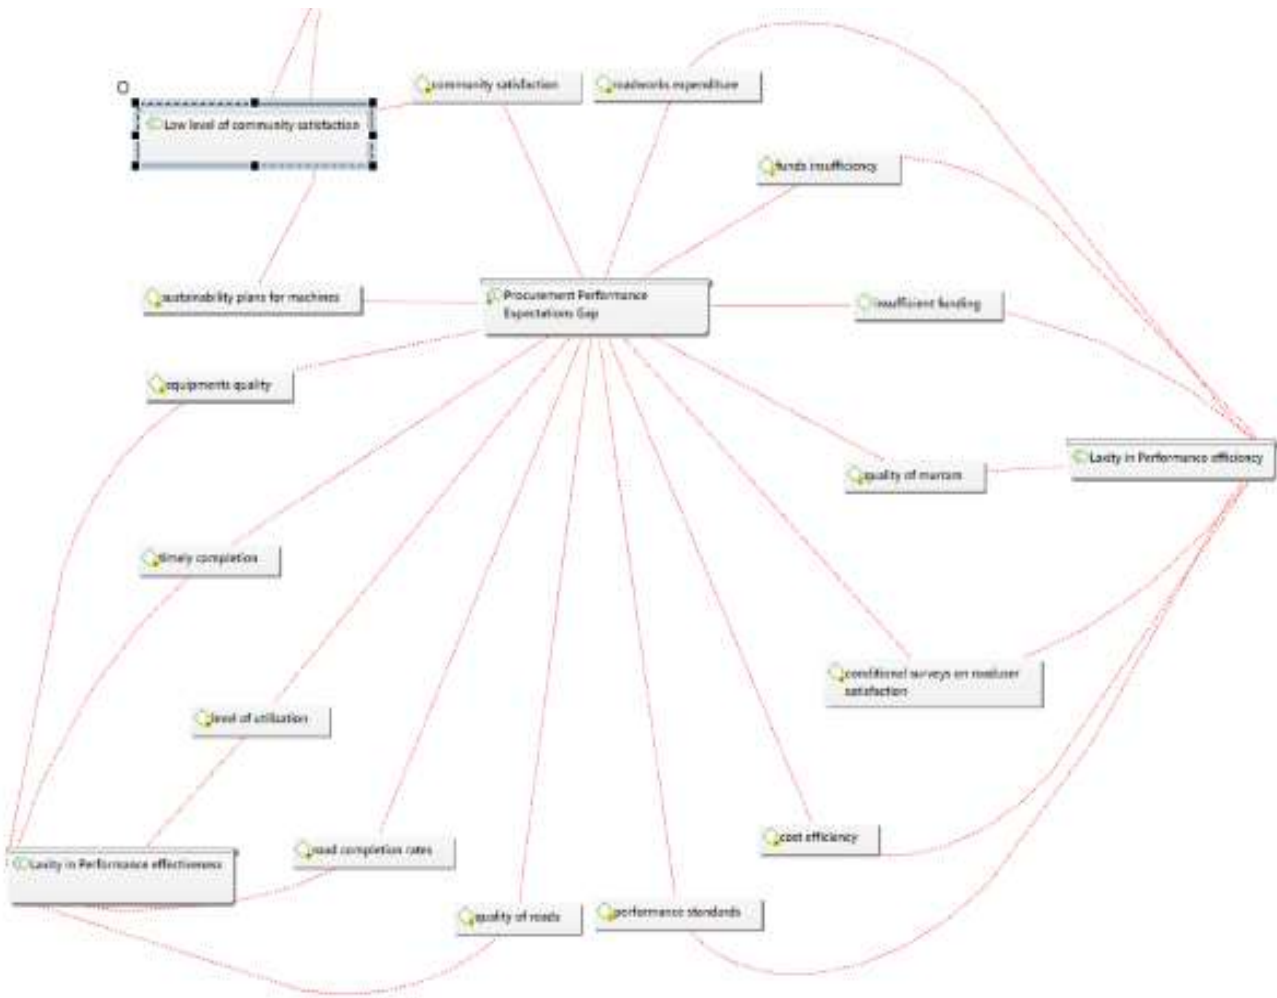 community satisfaction
roadworks expenditure
Low level of community satisfaction
funds insufficiency
sustainability plans for machines
Procurement Performance
Expectations Gap
insufficient funding
equipments quality
quality of marram
Laxity in Performance efficiency
timely completion
conditional surveys on roaduser
satisfaction
level of utilisation
cost efficiency
road completion rates
Laxity in Performance effectiveness
quality of roads
performance standards